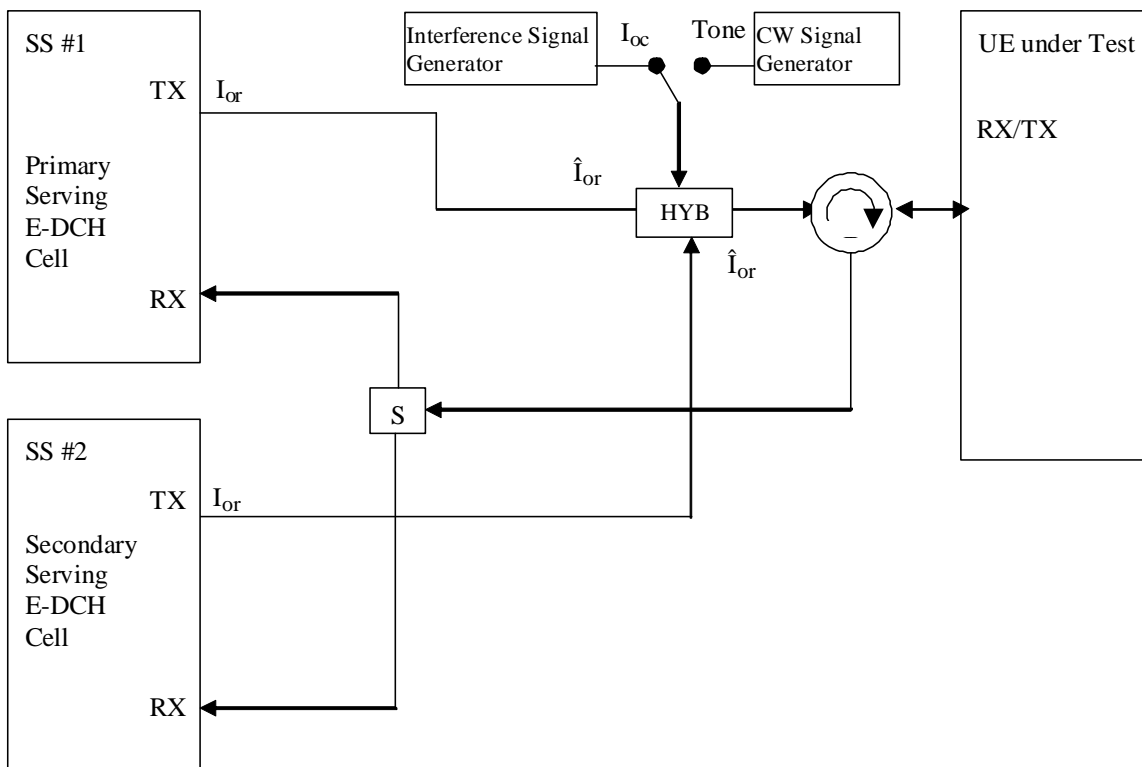 SS #1
TX
I_or
Primary
Serving
E-DCH
Cell
RX
Interference Signal
Generator
I_oc
Tone
CW Signal
Generator
UE under Test
RX/TX
Î_or
HYB
Î_or
S
SS #2
TX
I_or
Secondary
Serving
E-DCH
Cell
RX